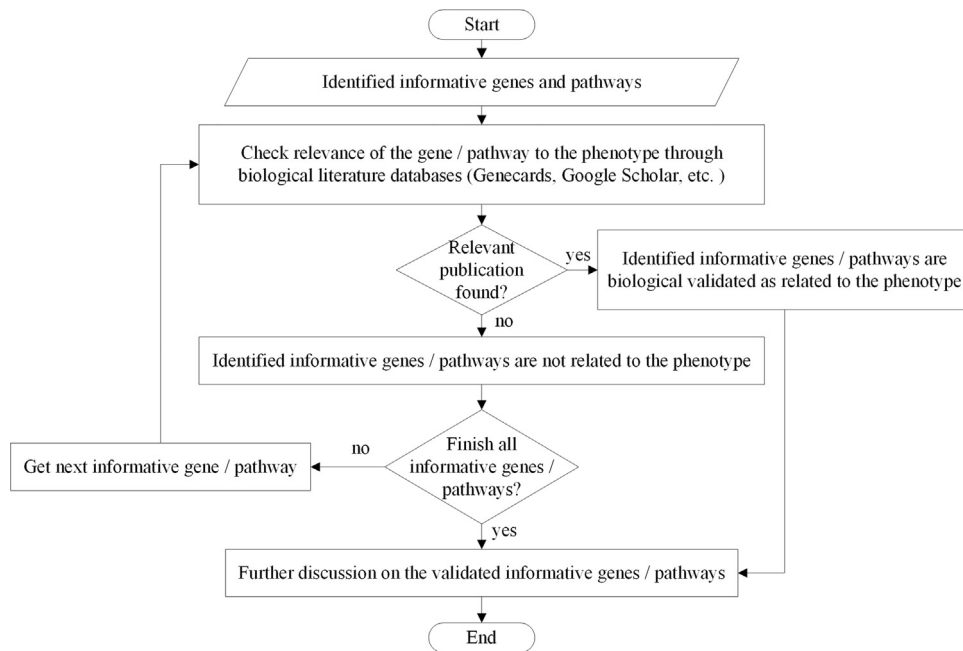 Start
Identified informative genes and pathways
Check relevance of the gene / pathway to the phenotype through
biological literature databases (Genecards, Google Scholar, etc. )
Relevant
publication
found?
yes
Identified informative genes / pathways are
biological validated as related to the phenotype
no
Identified informative genes / pathways are not related to the phenotype
Finish all
informative genes /
pathways?
no
Get next informative gene / pathway
yes
Further discussion on the validated informative genes / pathways
End